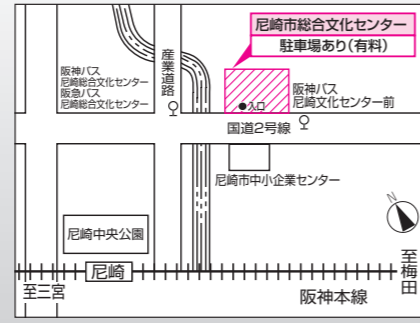 尼崎市総合文化センター
駐車場あり(有料)
産業道路
阪神バス
尼崎総合文化センター
阪急バス
尼崎総合文化センター
入口
阪神バス
尼崎文化センター前
国道2号線
尼崎市中小企業センター
尼崎中央公園
N
尼崎
至三宮
至梅田
阪神本線